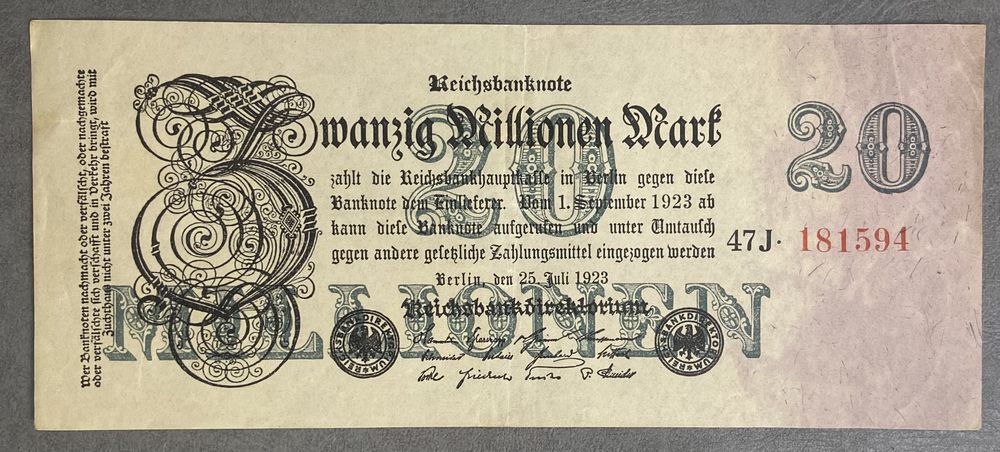 Reichsbanknote
Zwanzig Millionen Mark
zahlt die Reichsbankhauptkasse in Berlin gegen diese
Banknote dem Einlieferer. Vom 1. September 1923 ab
kann diese Banknote aufgerufen und unter Umtausch
gegen andere gesetzliche Zahlungsmittel eingezogen werden
Berlin, den 25. Juli 1923
Reichsbankdirektorium
20
MILLIONEN
20
47J· 181594
Wer Banknoten nachmacht oder verfälscht, oder nachgemachte
oder verfälschte sich verschafft und in Verkehr bringt, wird mit
Zuchthaus nicht unter zwei Jahren bestraft
REICHSBANKDIREKTORIUM
REICHSBANKDIREKTORIUM